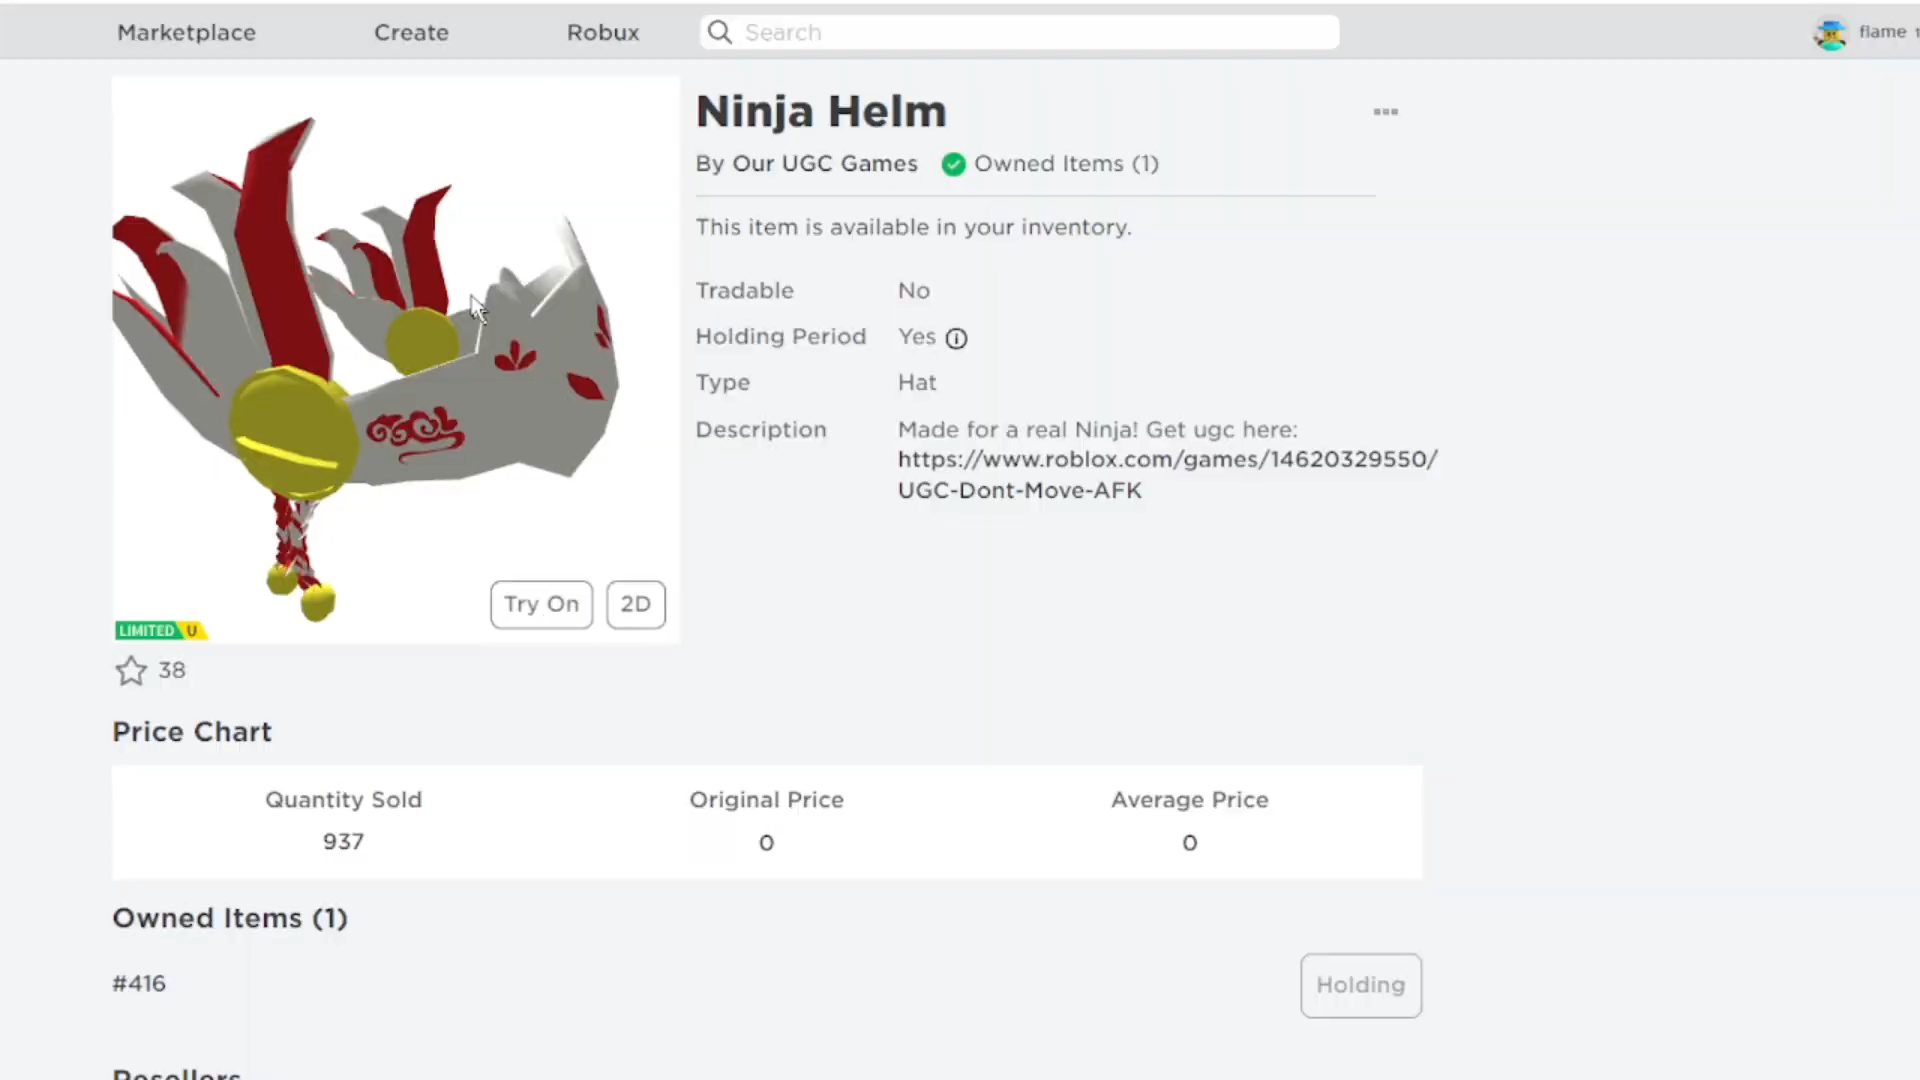 Marketplace
Create
Robux
Search
flame
Ninja Helm
By Our UGC Games
Owned Items (1)
This item is available in your inventory.
Tradable No
Holding Period Yes
Type Hat
Description Made for a real Ninja! Get ugc here:
https://www.roblox.com/games/14620329550/
UGC-Dont-Move-AFK
Try On
2D
LIMITED U
38
Price Chart
Quantity Sold
Original Price
Average Price
937
0
0
Owned Items (1)
#416
Holding
Resellers